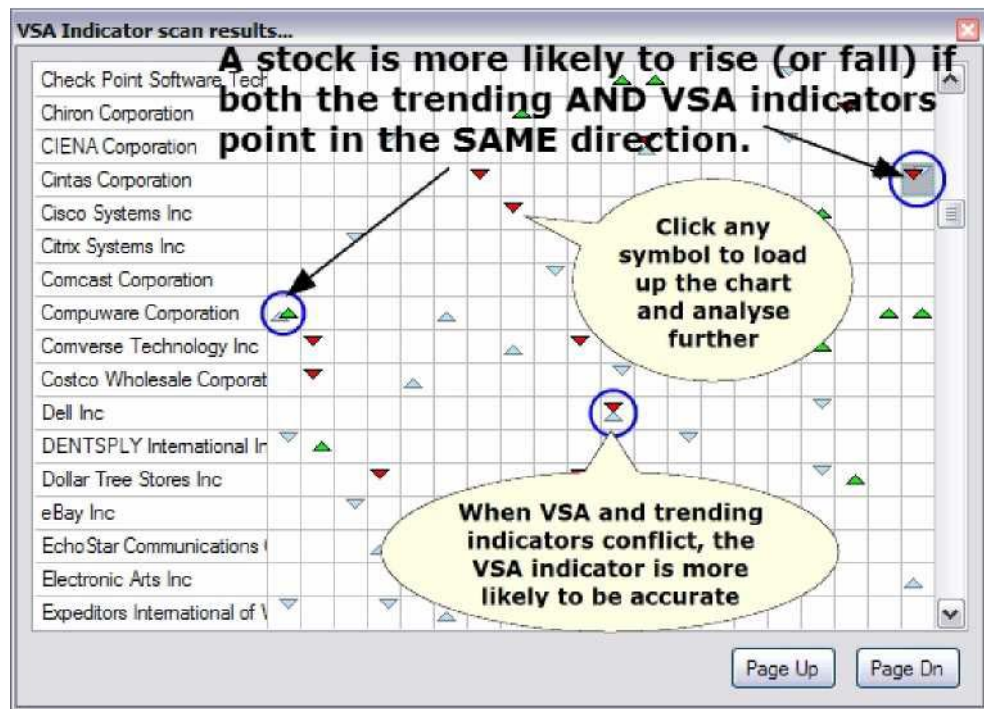 VSA Indicator scan results...
A stock is more likely to rise (or fall) if
both the trending AND VSA indicators
point in the SAME direction.
Check Point Software Tech
Chiron Corporation
CIENA Corporation
Cintas Corporation
Cisco Systems Inc
Citrix Systems Inc
Comcast Corporation
Compuware Corporation
Comverse Technology Inc
Costco Wholesale Corporat
Dell Inc
DENTSPLY International In
Dollar Tree Stores Inc
eBay Inc
EchoStar Communications
Electronic Arts Inc
Expeditors International of
Click any
symbol to load
up the chart
and analyse
further
When VSA and trending
indicators conflict, the
VSA indicator is more
likely to be accurate
Page Up
Page Dn